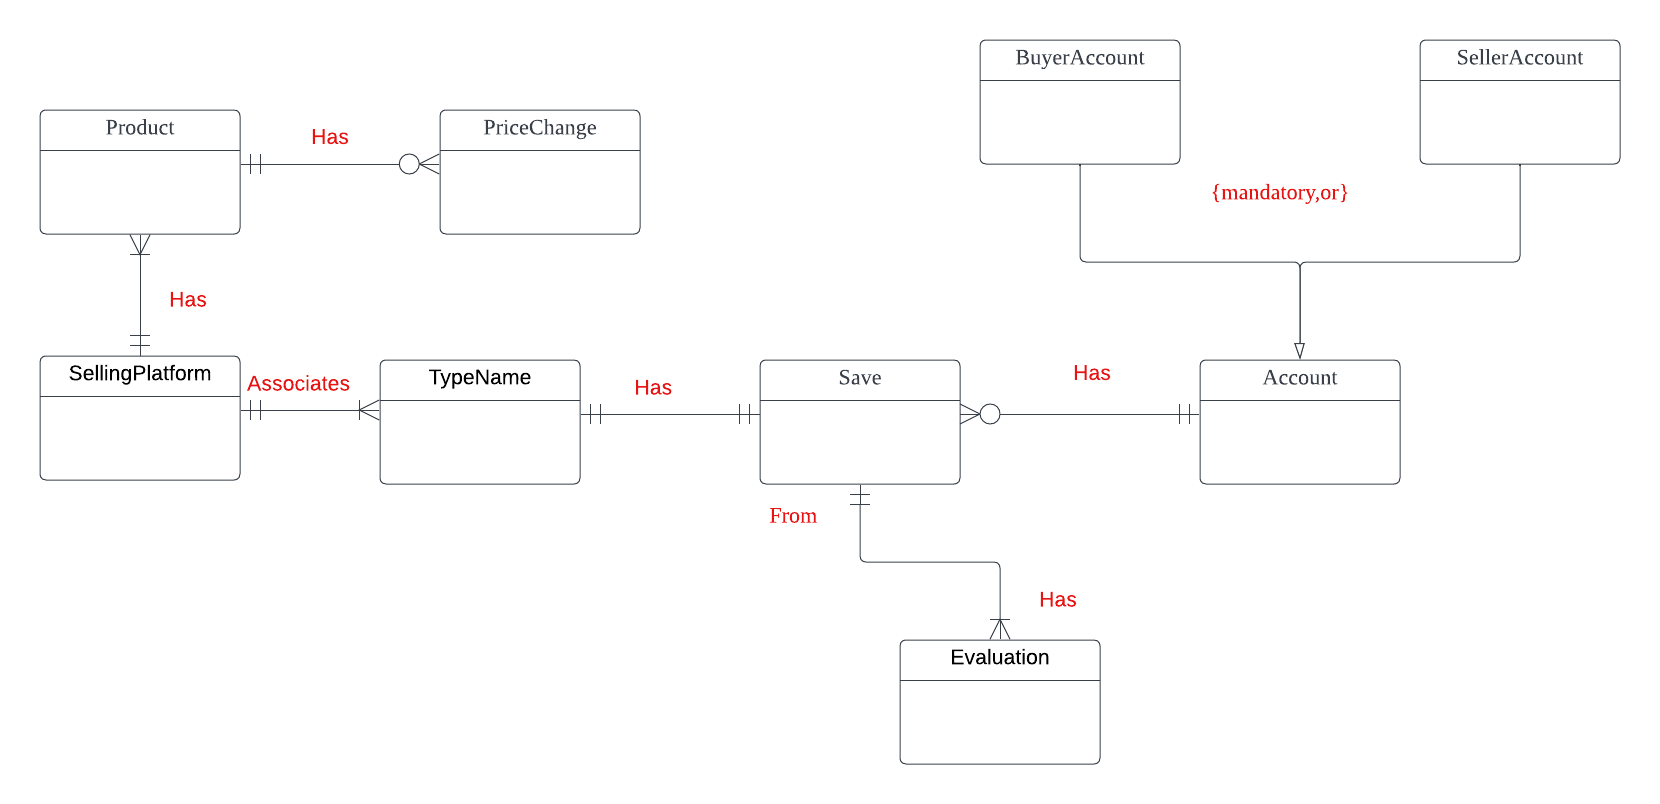 BuyerAccount
SellerAccount
Product
Has
PriceChange
{mandatory,or}
Has
SellingPlatform
Associates
TypeName
Has
Save
Has
Account
From
Has
Evaluation